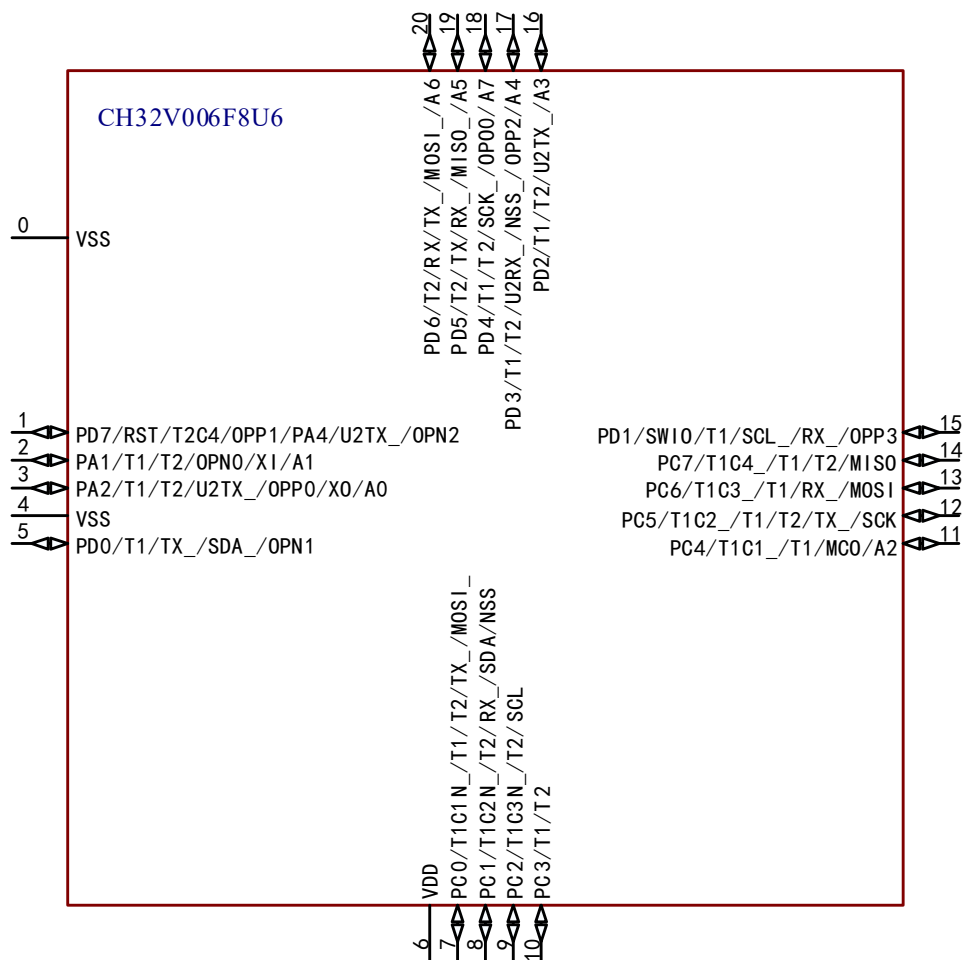 20
19
18
17
16
PD6/T2/RX/TX_/MOSI_/A6
PD5/T2/TX/RX_/MISO_/A5
PD4/T1/T2/SCK_/OPO0/A7
PD3/T1/T2/U2RX_/NSS_/OPP2/A4
PD2/T1/T2/U2TX_/A3
CH32V006F8U6
0
VSS
1
PD7/RST/T2C4/OPP1/PA4/U2TX_/OPN2
2
PA1/T1/T2/OPN0/XI/A1
3
PA2/T1/T2/U2TX_/OPP0/XO/A0
4
VSS
5
PD0/T1/TX_/SDA_/OPN1
PD1/SWIO/T1/SCL_/RX_/OPP3
15
PC7/T1C4_/T1/T2/MISO
14
PC6/T1C3_/T1/RX_/MOSI
13
PC5/T1C2_/T1/T2/TX_/SCK
12
PC4/T1C1_/T1/MCO/A2
11
VDD
PC0/T1C1N_/T1/T2/TX_/MOSI_
PC1/T1C2N_/T2/RX_/SDA/NSS
PC2/T1C3N_/T2/SCL
PC3/T1/T2
6
7
8
9
10